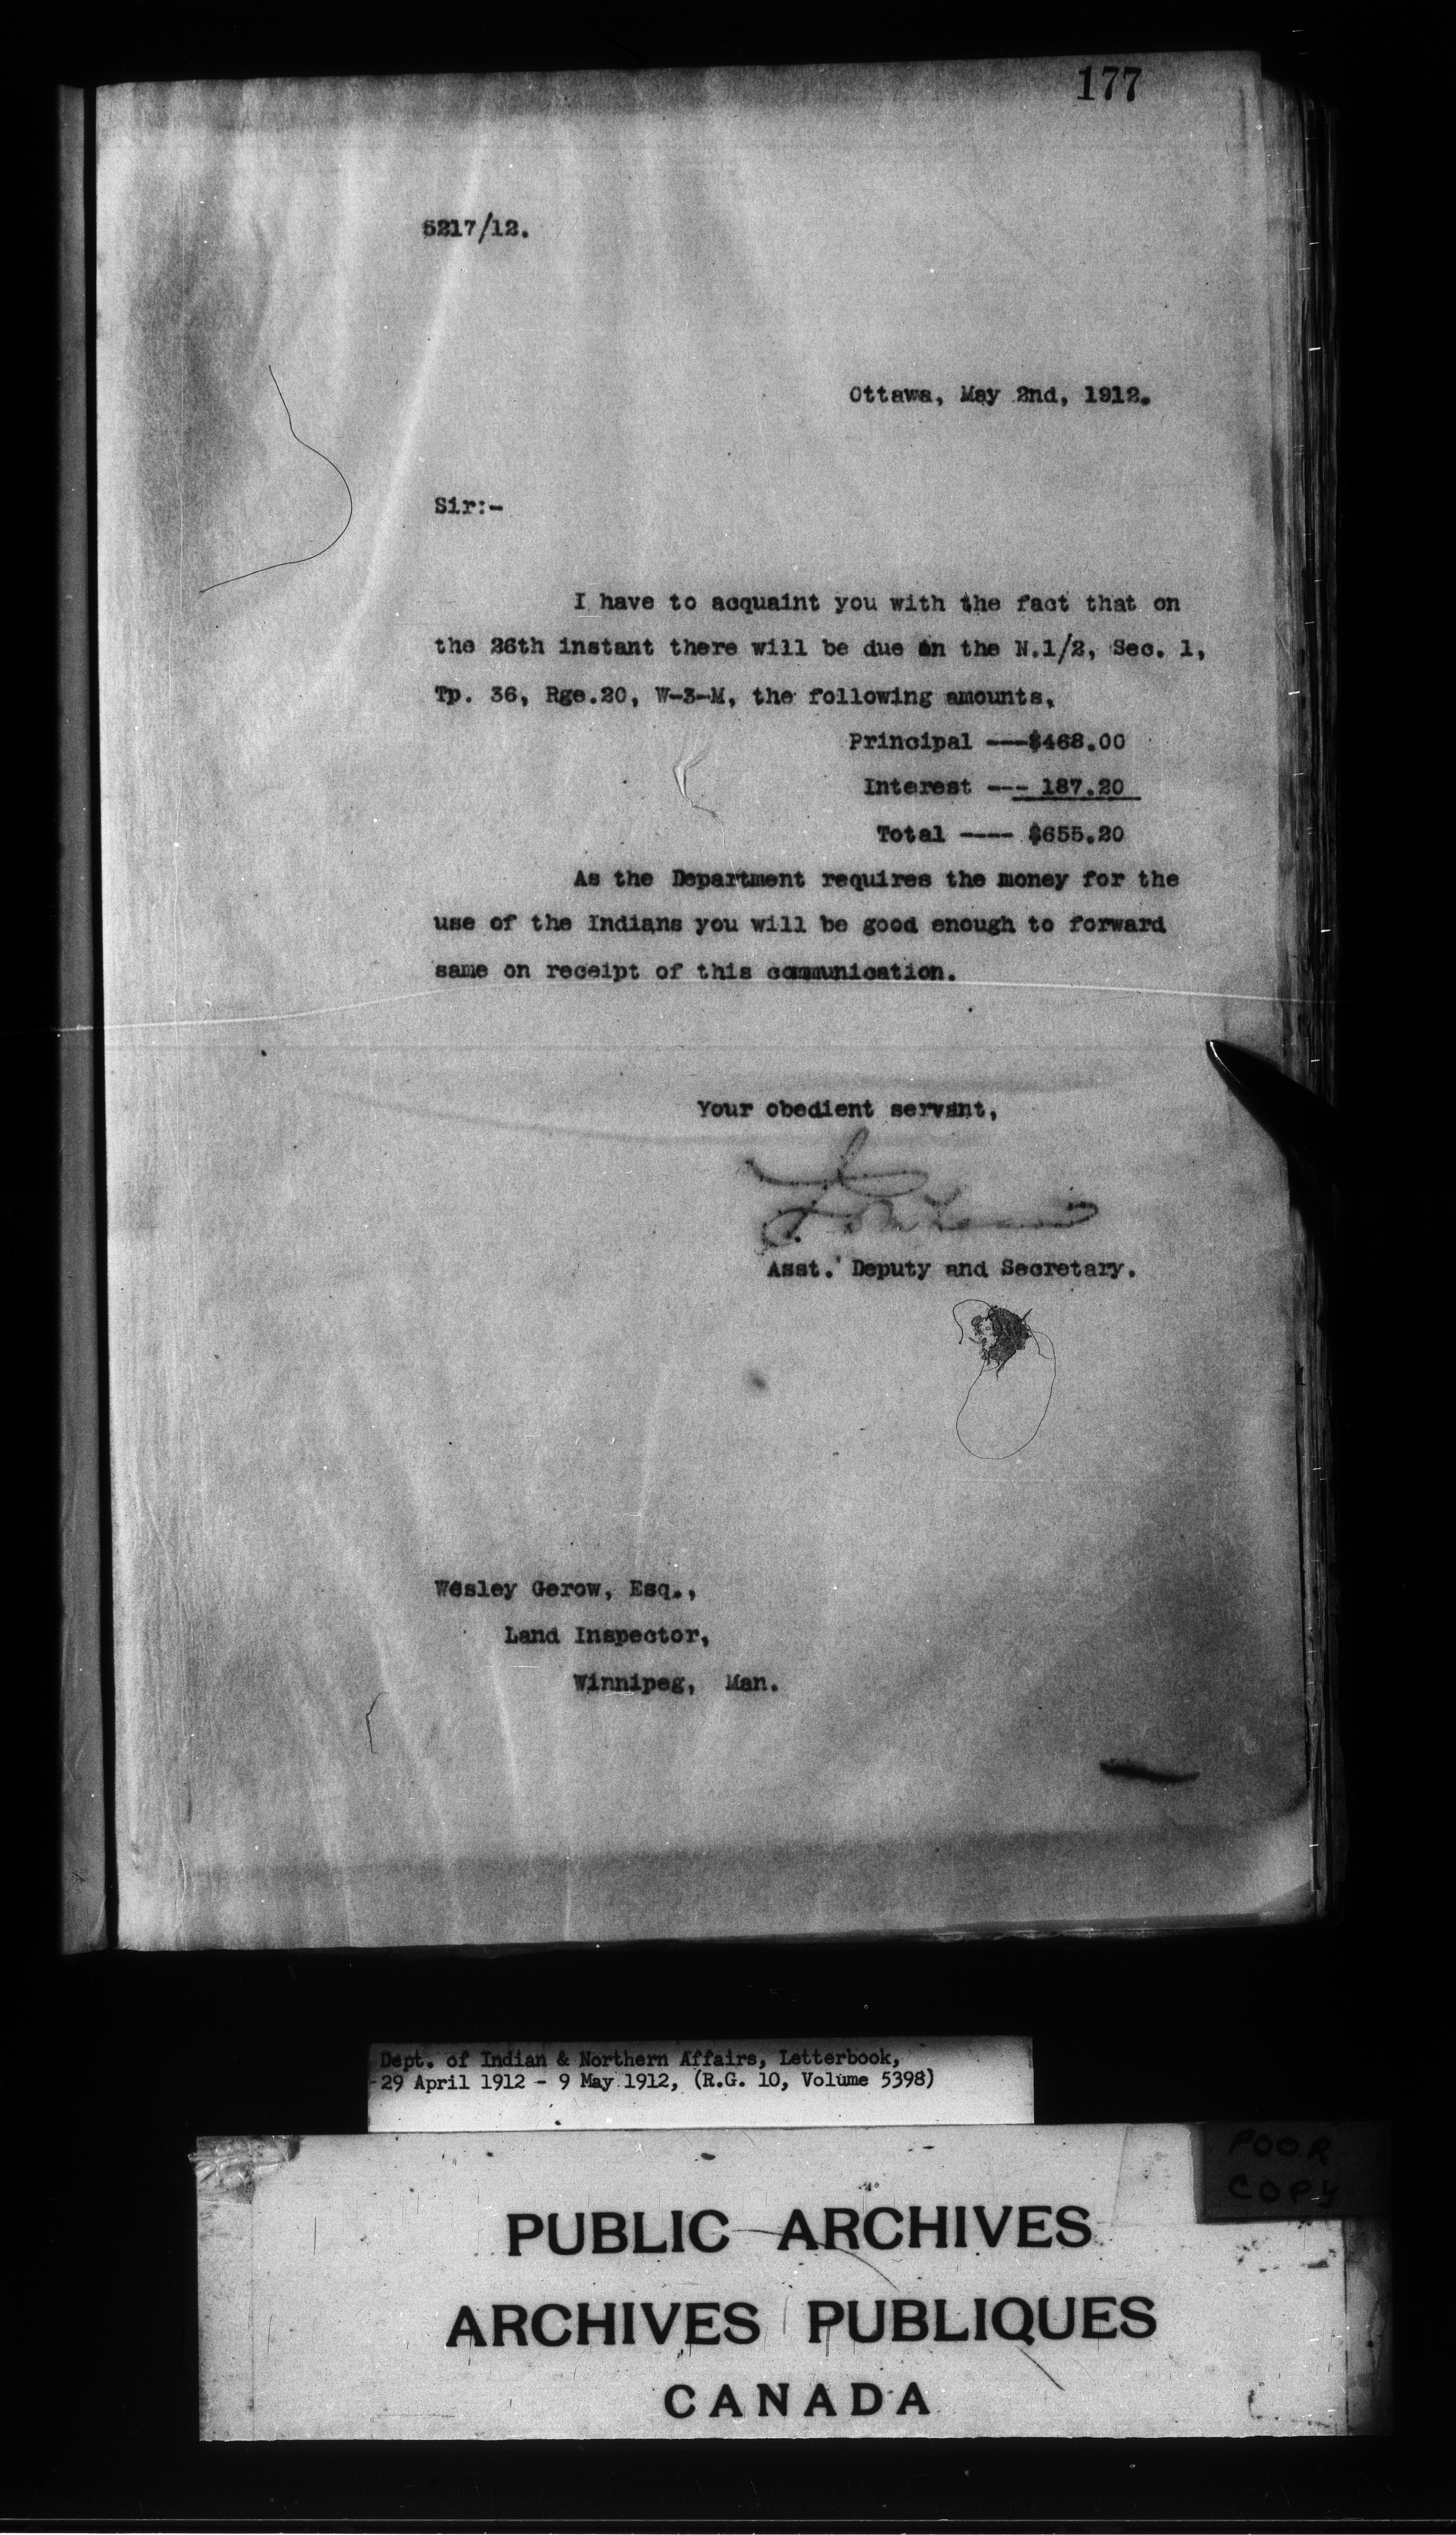 177
5217/12.
Ottawa, May 2nd, 1912.
Sir:-
I have to acquaint you with the fact that on
the 26th instant there will be due on the N.1/2, Sec. 1,
Tp. 36, Rge.20, W-3-M, the following amounts,
Principal ---$468.00
Interest --- 187.20
Total ---- $655.20
As the Department requires the money for the
use of the Indians you will be good enough to forward
same on receipt of this communication.
Your obedient servant,
Asst. Deputy and Secretary.
Wesley Gerow, Esq.,
Land Inspector,
Winnipeg, Man.
Dept. of Indian & Northern Affairs, Letterbook,
29 April 1912 - 9 May 1912, (R.G. 10, Volume 5398)
POOR
COPY
PUBLIC ARCHIVES
ARCHIVES PUBLIQUES
CANADA